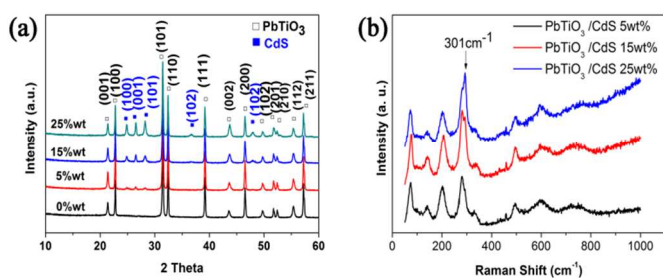 (a)
□ PbTiO3
■ CdS
(001)
(100)
(100)
(001)
(101)
(101)
(110)
(102)
(111)
(002)
(200)
(102)
(102)
(201)
(210)
(112)
(211)
25%wt
15%wt
5%wt
0%wt
Intensity (a. u.)
10 20 30 40 50 60
2 Theta
(b)
301cm-1
PbTiO3 /CdS 5wt%
PbTiO3 /CdS 15wt%
PbTiO3 /CdS 25wt%
Intensity (a. u.)
0 200 400 600 800 1000
Raman Shift (cm-1)